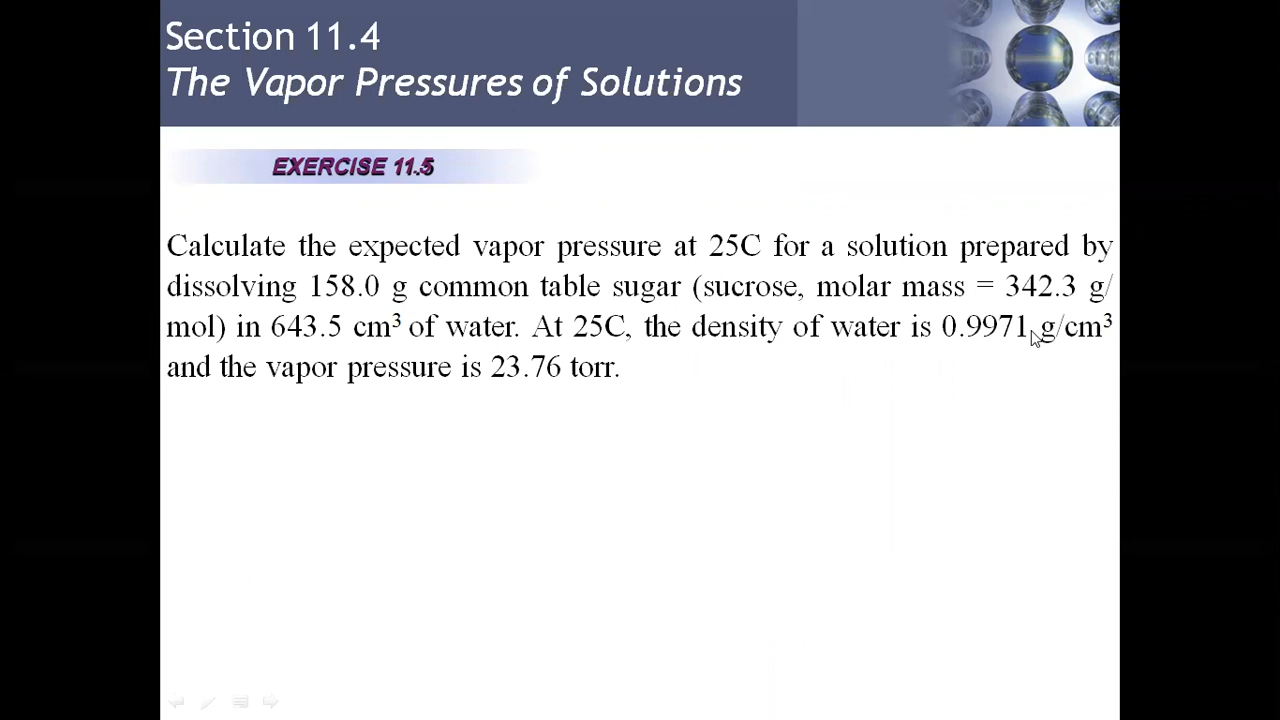 Section 11.4
The Vapor Pressures of Solutions
EXERCISE 11.5
Calculate the expected vapor pressure at 25C for a solution prepared by
dissolving 158.0 g common table sugar (sucrose, molar mass = 342.3 g/
mol) in 643.5 cm³ of water. At 25C, the density of water is 0.9971 g/cm³
and the vapor pressure is 23.76 torr.